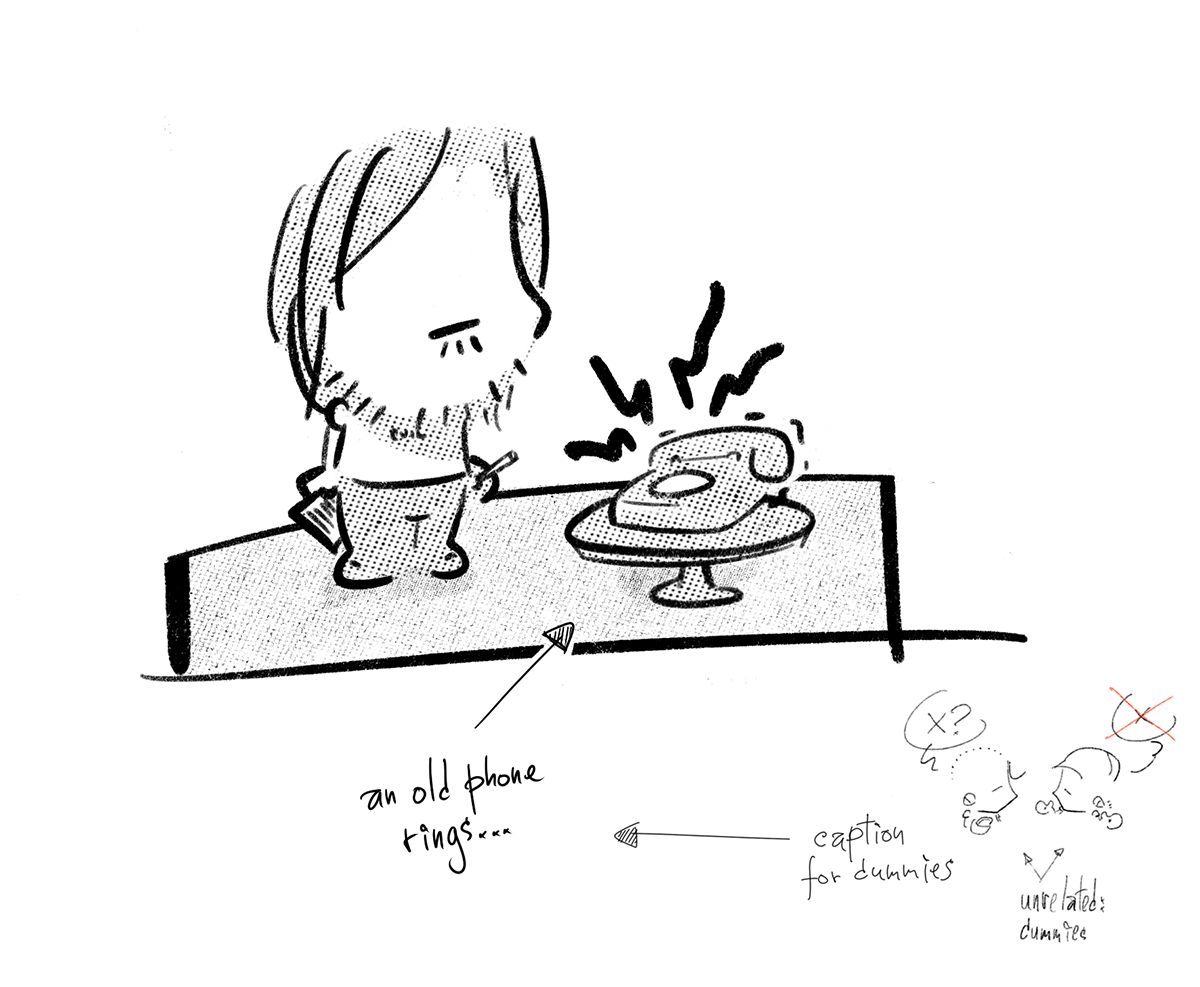 an old phone
rings...
caption
for dummies
X?
X
unrelated:
dummies